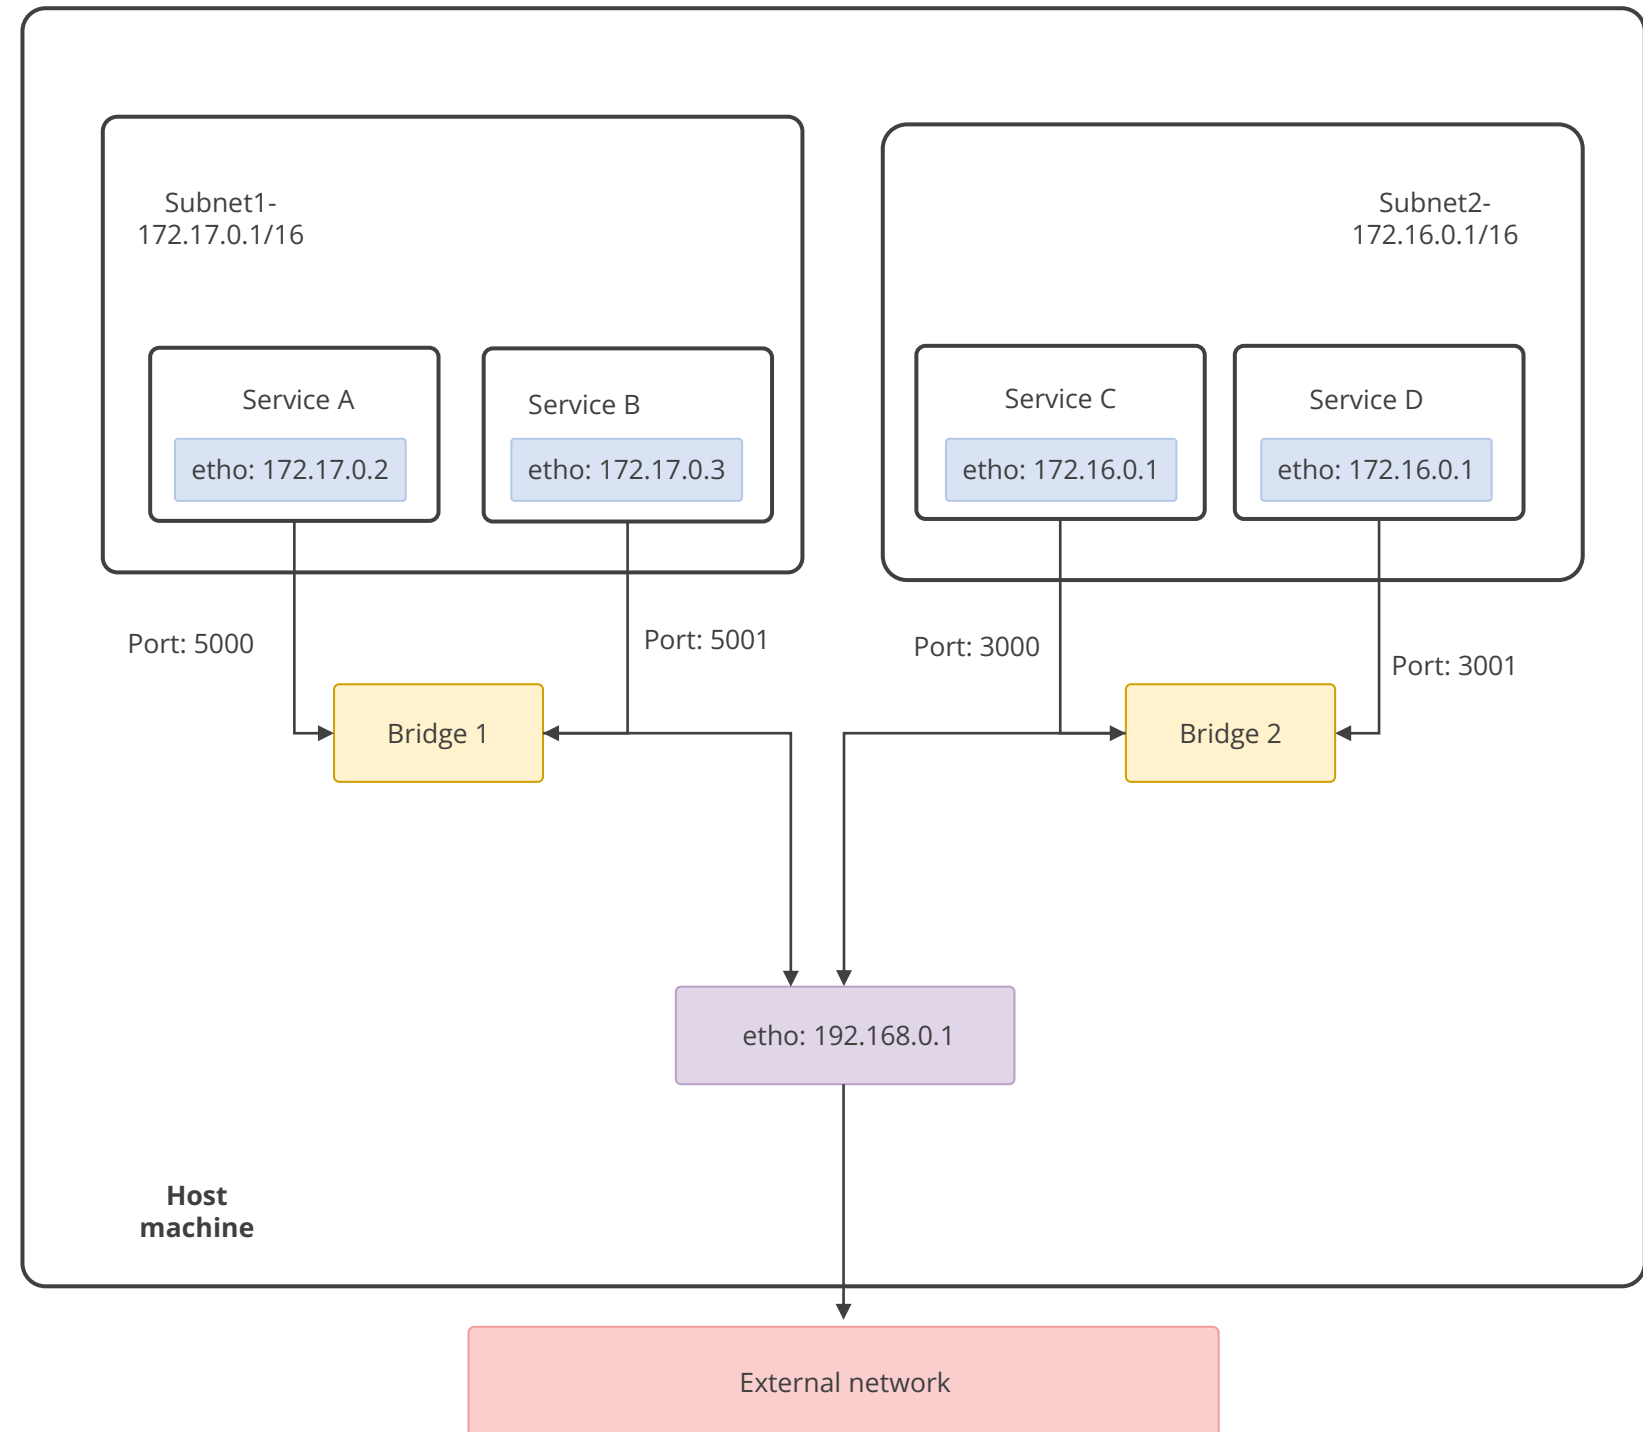 Subnet1-
172.17.0.1/16
Subnet2-
172.16.0.1/16
Service A
etho: 172.17.0.2
Service B
etho: 172.17.0.3
Service C
etho: 172.16.0.1
Service D
etho: 172.16.0.1
Port: 5000
Port: 5001
Port: 3000
Port: 3001
Bridge 1
Bridge 2
etho: 192.168.0.1
Host
machine
External network